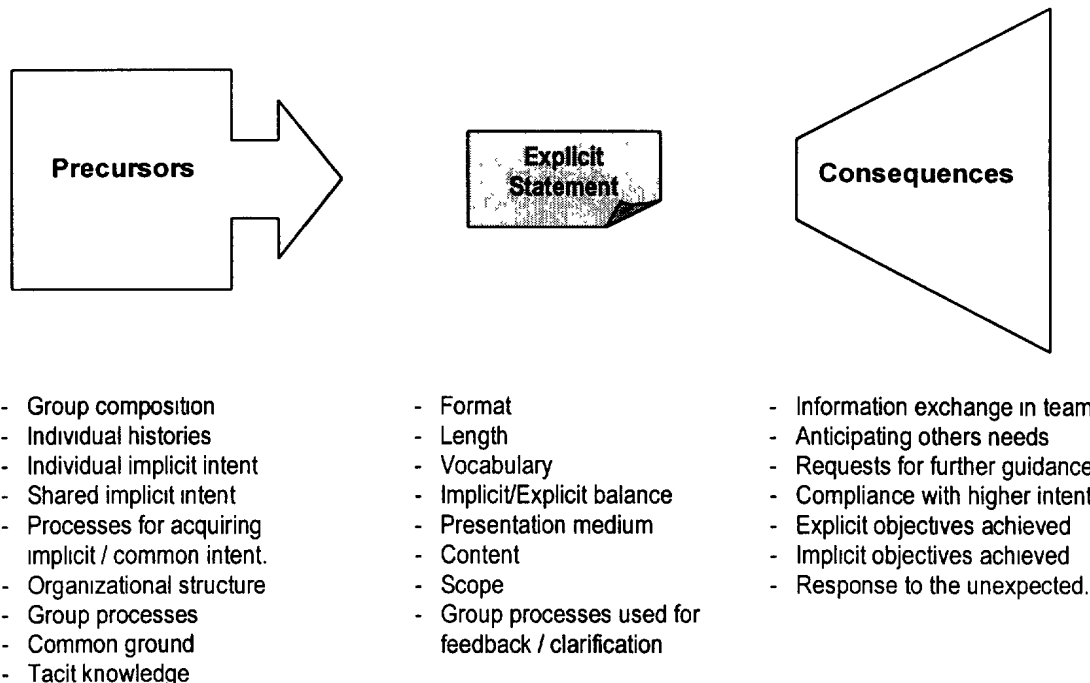 Precursors
Explicit
Statement
Consequences
- Group composition
- Individual histories
- Individual implicit intent
- Shared implicit intent
- Processes for acquiring
implicit / common intent.
- Organizational structure
- Group processes
- Common ground
- Tacit knowledge
- Format
- Length
- Vocabulary
- Implicit/Explicit balance
- Presentation medium
- Content
- Scope
- Group processes used for
feedback / clarification
- Information exchange in team
- Anticipating others needs
- Requests for further guidance
- Compliance with higher intent
- Explicit objectives achieved
- Implicit objectives achieved
- Response to the unexpected.